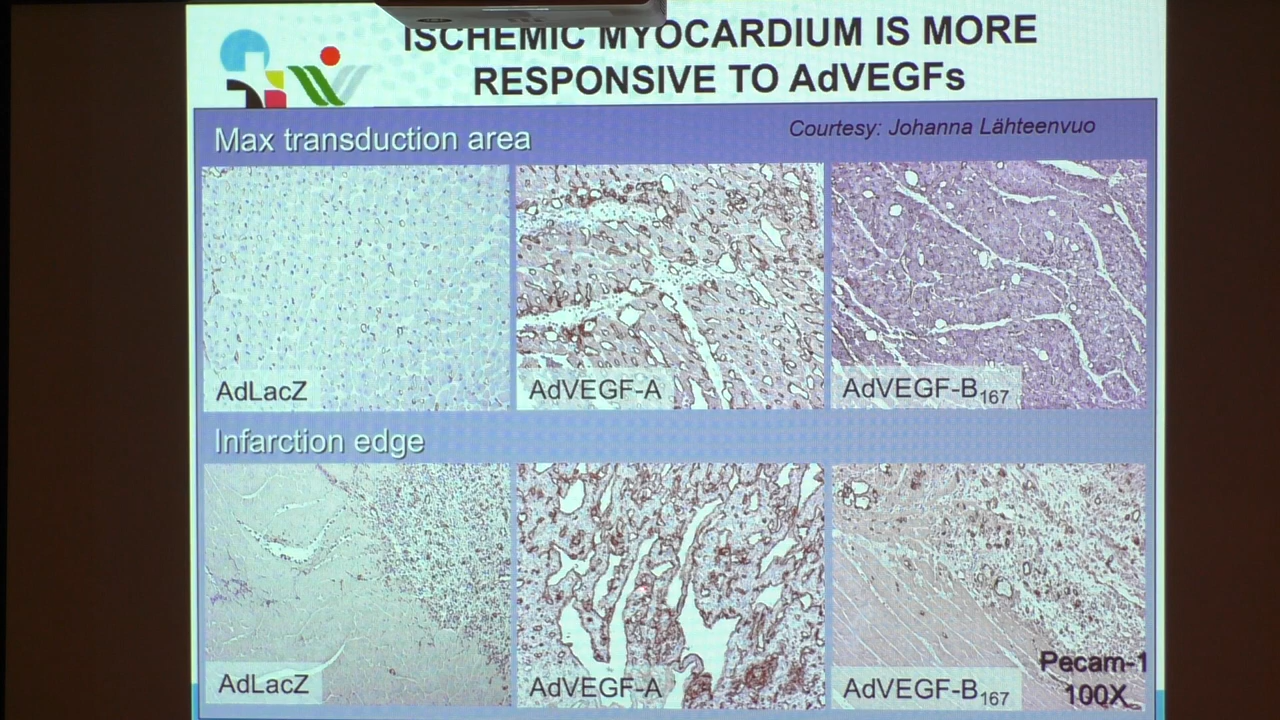 ISCHEMIC MYOCARDIUM IS MORE
RESPONSIVE TO AdVEGFs
Max transduction area
Courtesy: Johanna Lähteenvuo
AdLacZ
AdVEGF-A
AdVEGF-B167
Infarction edge
AdLacZ
AdVEGF-A
AdVEGF-B167
Pecam-1
100X